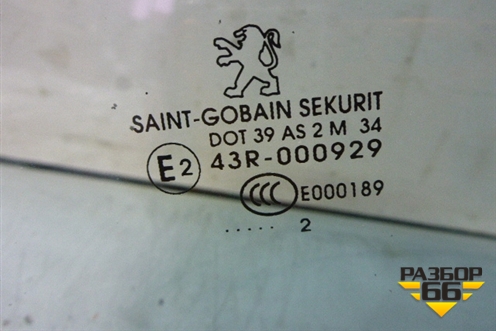 SAINT-GOBAIN SEKURIT
DOT 39 AS 2 M 34
E2 43R-000929
CCC E000189
..... 2
РАЗБОР
66